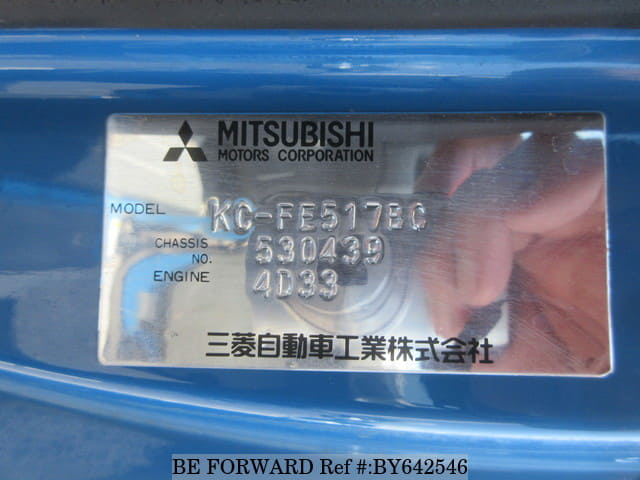 MITSUBISHI
MOTORS CORPORATION
MODEL KC-FE517BC
CHASSIS NO. 530439
ENGINE 4D33
三菱自動車工業株式会社
BE FORWARD Ref #:BY642546